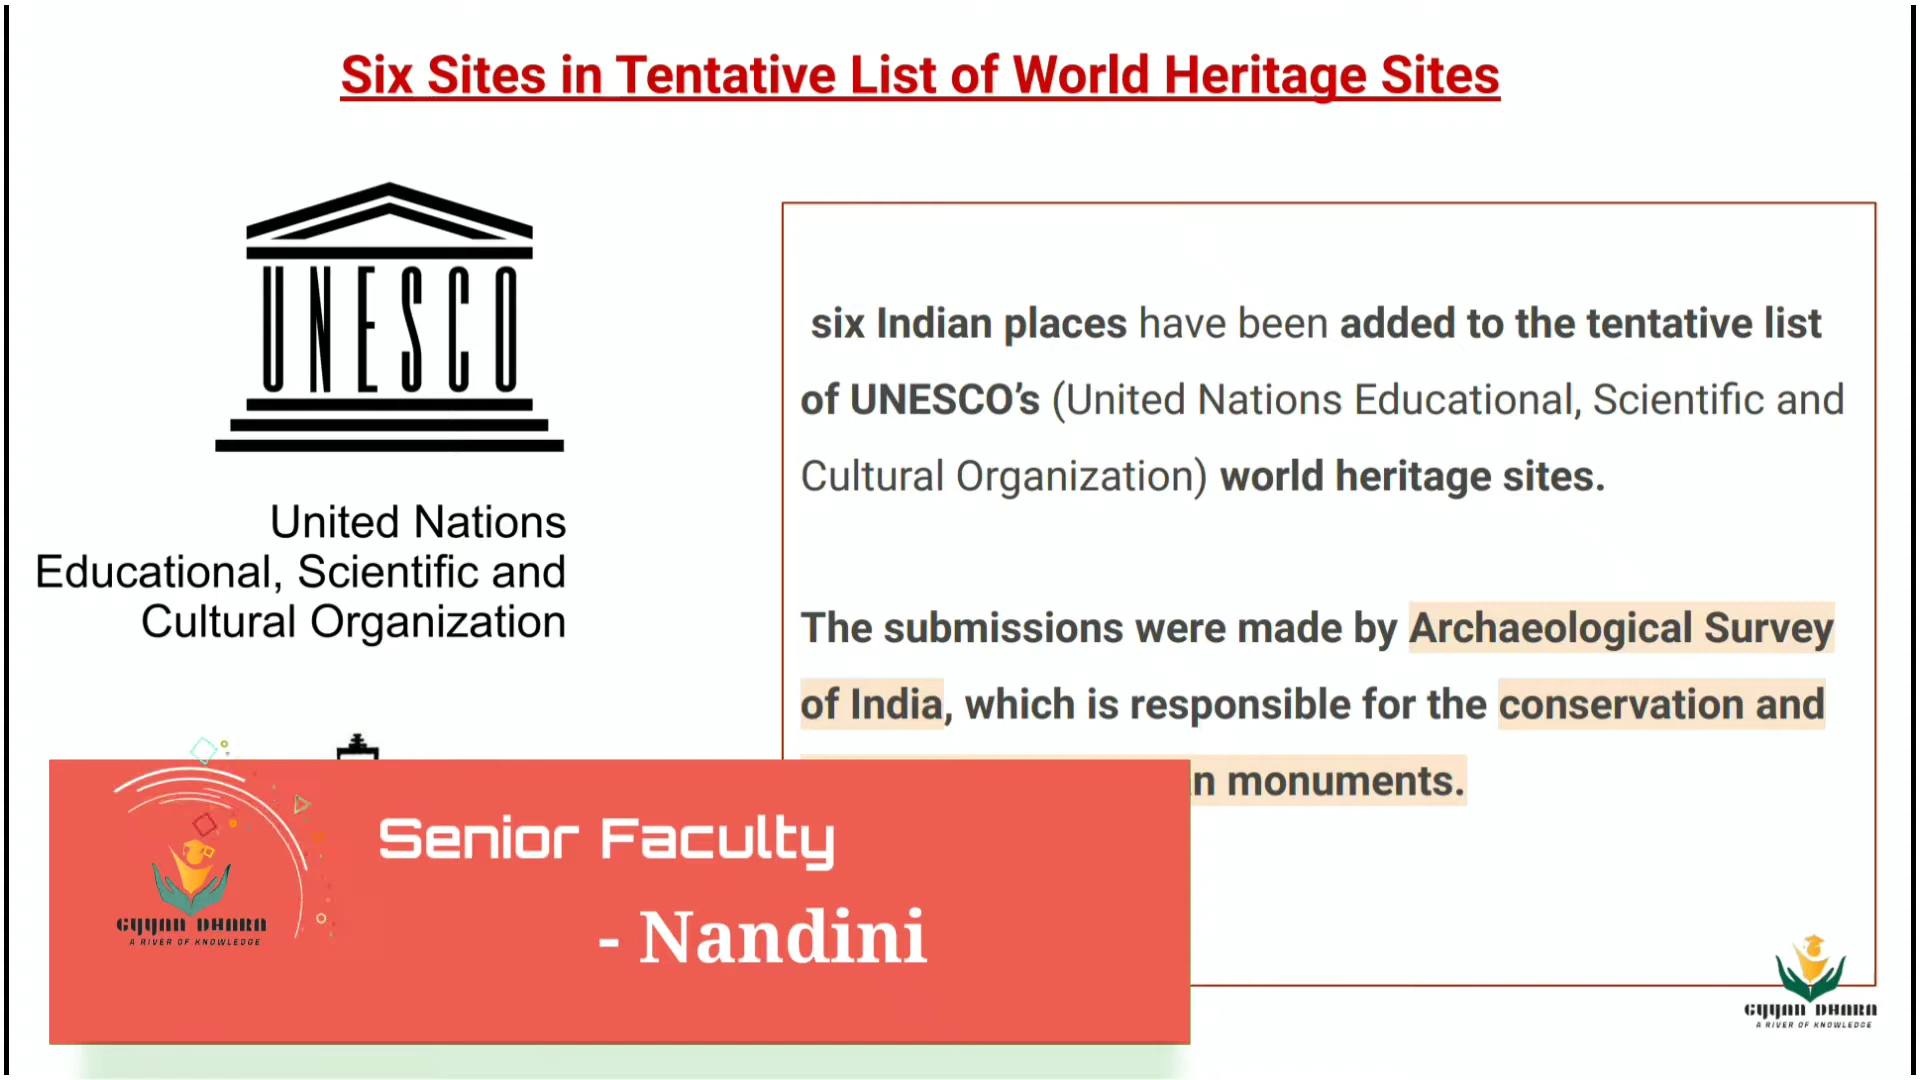 Six Sites in Tentative List of World Heritage Sites
UNESCO
United Nations
Educational, Scientific and
Cultural Organization
six Indian places have been added to the tentative list
of UNESCO’s (United Nations Educational, Scientific and
Cultural Organization) world heritage sites.
The submissions were made by Archaeological Survey
of India, which is responsible for the conservation and
n monuments.
Senior Faculty
- Nandini
GYYAN DHARA
A RIVER OF KNOWLEDGE
GYYAN DHARA
A RIVER OF KNOWLEDGE